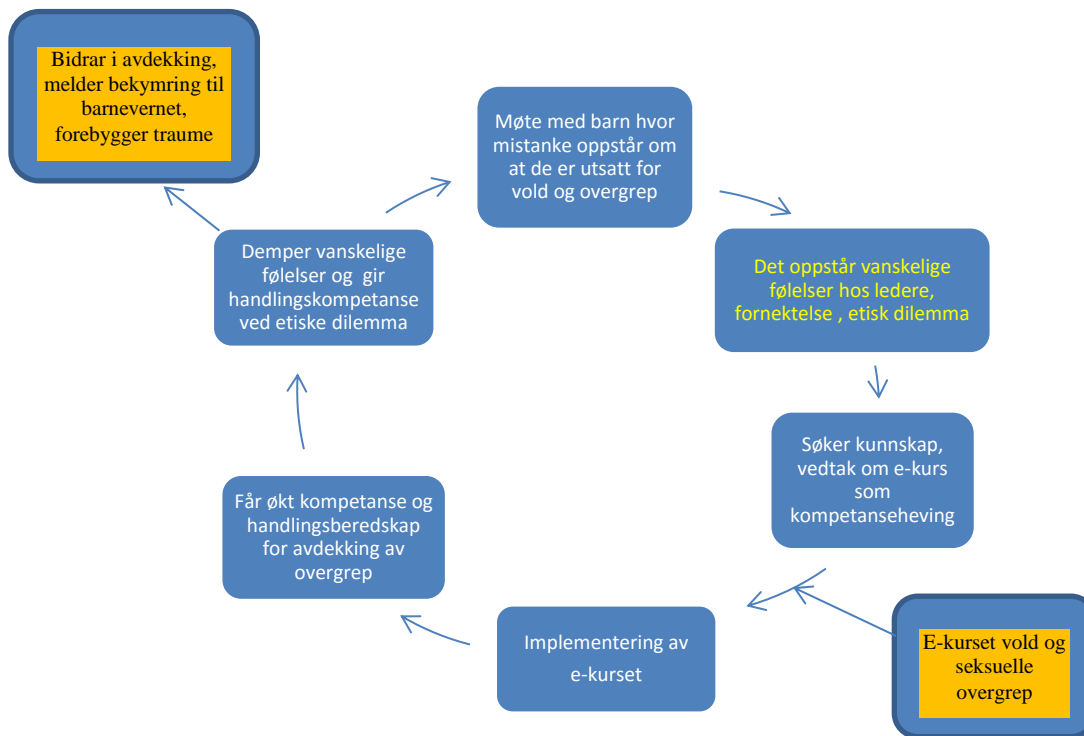 Bidrar i avdekking,
melder bekymring til
barnevernet,
forebygger traume
Møte med barn hvor
mistanke oppstår om
at de er utsatt for
vold og overgrep
Demper vanskelige
følelser og gir
handlingskompetanse
ved etiske dilemma
Det oppstår vanskelige
følelser hos ledere,
fornektelse , etisk dilemma
Søker kunnskap,
vedtak om e-kurs
som
kompetanseheving
Får økt kompetanse og
handlingsberedskap
for avdekking av
overgrep
Implementering av
e-kurset
E-kurset vold og
seksuelle
overgrep